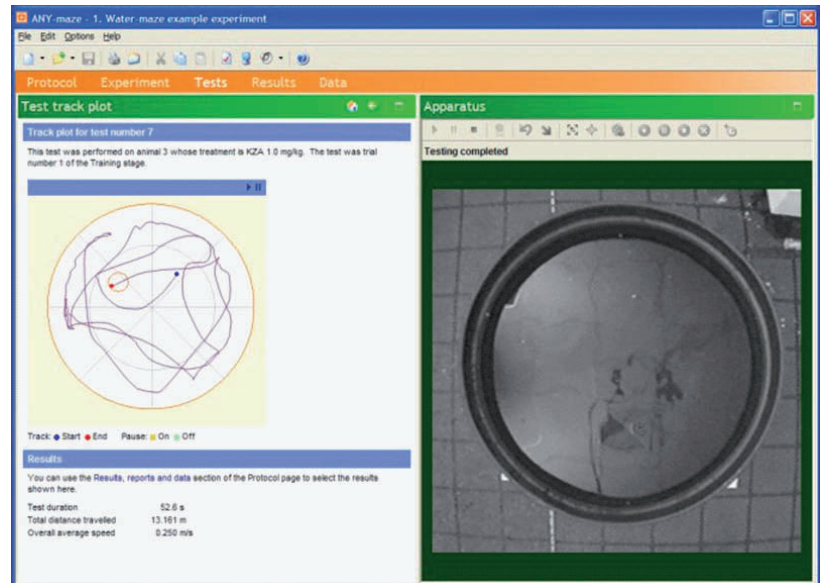 ANY-maze - 1. Water-maze example experiment
File Edit Options Help
Protocol Experiment Tests Results Data
Test track plot
Track plot for test number 7
This test was performed on animal 3 whose treatment is KZA 1.0 mg/kg. The test was trial
number 1 of the Training stage.
Track: Start End Pause: On Off
Results
You can use the Results, reports and data section of the Protocol page to select the results
shown here.
Test duration 52.6 s
Total distance travelled 13.161 m
Overall average speed 0.250 m/s
Apparatus
Testing completed